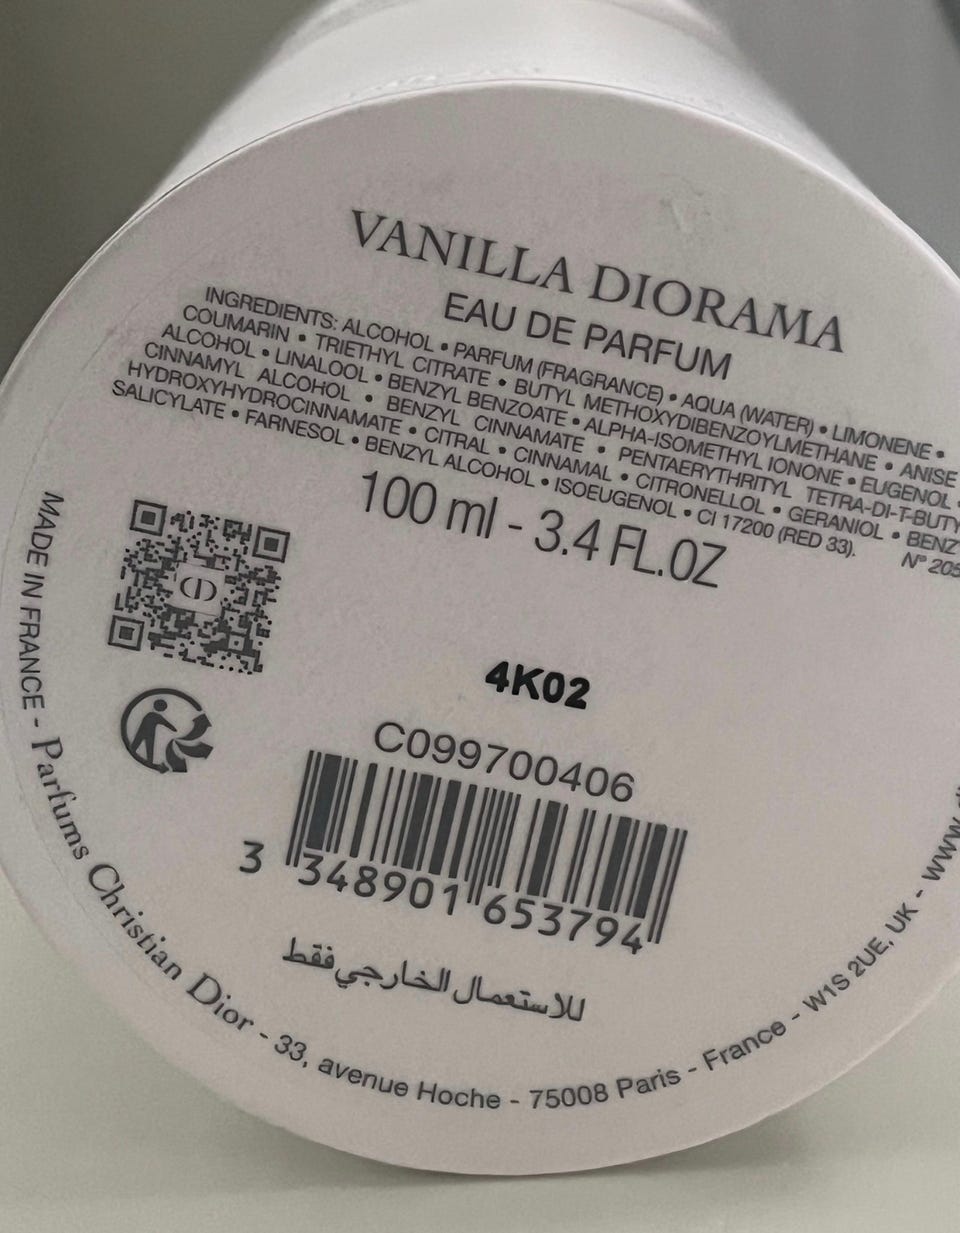 VANILLA DIORAMA
EAU DE PARFUM
INGREDIENTS: ALCOHOL • PARFUM (FRAGRANCE) • AQUA (WATER) • LIMONENE •
COUMARIN • TRIETHYL CITRATE • BUTYL METHOXYDIBENZOYLMETHANE • ANISE
ALCOHOL • LINALOOL • BENZYL BENZOATE • ALPHA-ISOMETHYL IONONE • EUGENOL •
CINNAMYL ALCOHOL • BENZYL CINNAMATE • PENTAERYTHRITYL TETRA-DI-T-BUTY
HYDROXYHYDROCINNAMATE • CITRAL • CINNAMAL • CITRONELLOL • GERANIOL • BENZ
SALICYLATE • FARNESOL • BENZYL ALCOHOL • ISOEUGENOL • CI 17200 (RED 33). N° 205
100 ml - 3.4 FL.OZ
CD
4K02
C099700406
3 348901 653794
للاستعمال الخارجي فقط
MADE IN FRANCE - Parfums Christian Dior - 33, avenue Hoche - 75008 Paris - France - W1S 2UE, UK - www.di